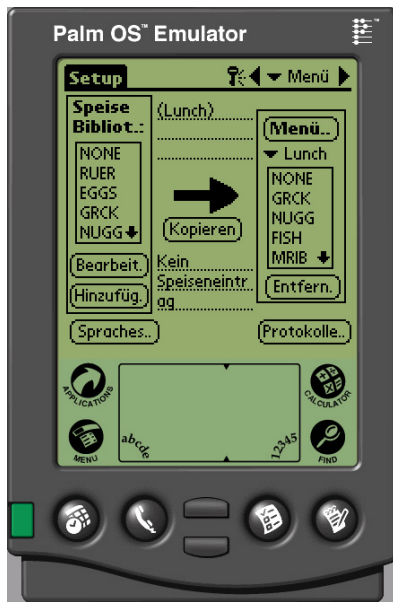 Palm OS™ Emulator
Setup
Menü
Speise
Bibliot.:
NONE
RUER
EGGS
GRCK
NUGG
Bearbeit.
Hinzufüg.
(Lunch)
Kopieren
Kein
Speiseneintr
ag
Menü..
Lunch
NONE
GRCK
NUGG
FISH
MRIB
Entfern.
Spraches..
Protokolle..
APPLICATIONS
MENU
abcde
12345
CALCULATOR
FIND